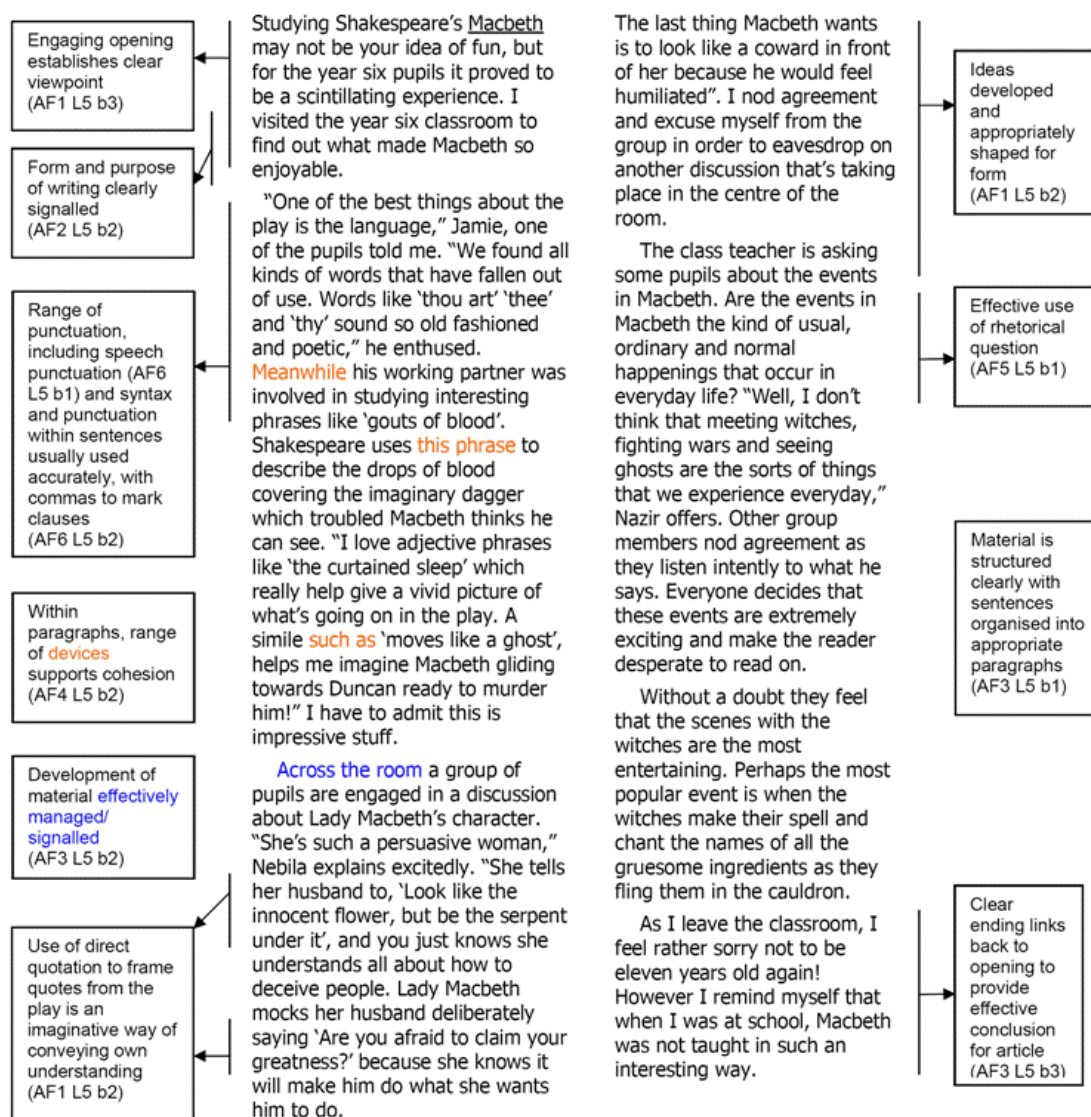 Engaging opening
establishes clear
viewpoint
(AF1 L5 b3)
Form and purpose
of writing clearly
signalled
(AF2 L5 b2)
Range of
punctuation,
including speech
punctuation (AF6
L5 b1) and syntax
and punctuation
within sentences
usually used
accurately, with
commas to mark
clauses
(AF6 L5 b2)
Within
paragraphs, range
of devices
supports cohesion
(AF4 L5 b2)
Development of
material effectively
managed/
signalled
(AF3 L5 b2)
Use of direct
quotation to frame
quotes from the
play is an
imaginative way of
conveying own
understanding
(AF1 L5 b2)
Studying Shakespeare's Macbeth
may not be your idea of fun, but
for the year six pupils it proved to
be a scintillating experience. I
visited the year six classroom to
find out what made Macbeth so
enjoyable.
“One of the best things about the
play is the language,” Jamie, one
of the pupils told me. “We found all
kinds of words that have fallen out
of use. Words like ‘thou art’ ‘thee’
and ‘thy’ sound so old fashioned
and poetic,” he enthused.
Meanwhile his working partner was
involved in studying interesting
phrases like ‘gouts of blood’.
Shakespeare uses this phrase to
describe the drops of blood
covering the imaginary dagger
which troubled Macbeth thinks he
can see. “I love adjective phrases
like ‘the curtained sleep’ which
really help give a vivid picture of
what's going on in the play. A
simile such as ‘moves like a ghost’,
helps me imagine Macbeth gliding
towards Duncan ready to murder
him!” I have to admit this is
impressive stuff.
Across the room a group of
pupils are engaged in a discussion
about Lady Macbeth's character.
“She's such a persuasive woman,”
Nebila explains excitedly. “She tells
her husband to, ‘Look like the
innocent flower, but be the serpent
under it’, and you just knows she
understands all about how to
deceive people. Lady Macbeth
mocks her husband deliberately
saying ‘Are you afraid to claim your
greatness?’ because she knows it
will make him do what she wants
him to do.
The last thing Macbeth wants
is to look like a coward in front
of her because he would feel
humiliated”. I nod agreement
and excuse myself from the
group in order to eavesdrop on
another discussion that's taking
place in the centre of the
room.
The class teacher is asking
some pupils about the events
in Macbeth. Are the events in
Macbeth the kind of usual,
ordinary and normal
happenings that occur in
everyday life? “Well, I don't
think that meeting witches,
fighting wars and seeing
ghosts are the sorts of things
that we experience everyday,”
Nazir offers. Other group
members nod agreement as
they listen intently to what he
says. Everyone decides that
these events are extremely
exciting and make the reader
desperate to read on.
Without a doubt they feel
that the scenes with the
witches are the most
entertaining. Perhaps the most
popular event is when the
witches make their spell and
chant the names of all the
gruesome ingredients as they
fling them in the cauldron.
As I leave the classroom, I
feel rather sorry not to be
eleven years old again!
However I remind myself that
when I was at school, Macbeth
was not taught in such an
interesting way.
Ideas
developed
and
appropriately
shaped for
form
(AF1 L5 b2)
Effective use
of rhetorical
question
(AF5 L5 b1)
Material is
structured
clearly with
sentences
organised into
appropriate
paragraphs
(AF3 L5 b1)
Clear
ending links
back to
opening to
provide
effective
conclusion
for article
(AF3 L5 b3)